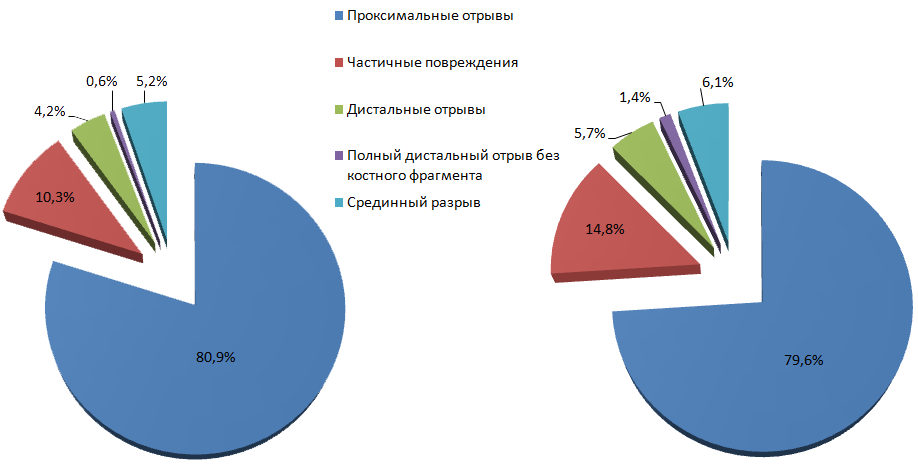 Проксимальные отрывы
Частичные повреждения
Дистальные отрывы
Полный дистальный отрыв без
костного фрагмента
Срединный разрыв
0,6%
5,2%
4,2%
10,3%
80,9%
6,1%
1,4%
5,7%
14,8%
79,6%